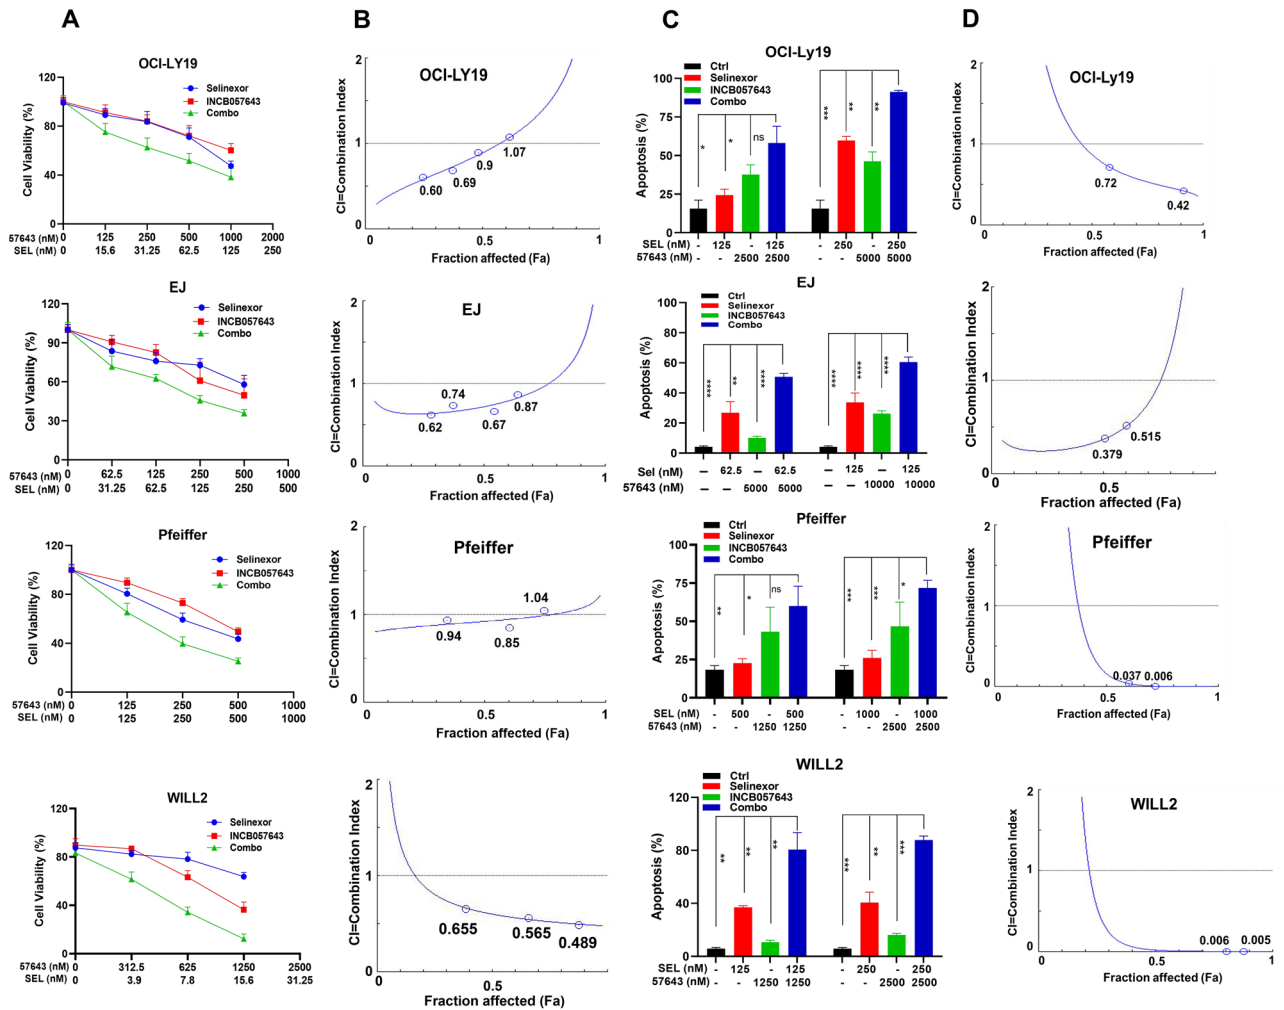 A
B
C
D
OCI-LY19
Cell Viability (%)
120
80
40
0
Selinexor
INCB057643
Combo
57643 (nM) 0 125 250 500 1000 2000
SEL (nM) 0 15.6 31.25 62.5 125 250
OCI-LY19
CI=Combination Index
2
1
0
0.60
0.69
0.9
1.07
0 0.5 1
Fraction affected (Fa)
OCI-Ly19
Apoptosis (%)
100
75
50
25
0
Ctrl
Selinexor
INCB057643
Combo
* * ns
*** ** **
SEL (nM) - 125 - 125 - 250 - 250
57643 (nM) - - 2500 2500 - - 5000 5000
OCI-Ly19
CI=Combination Index
2
1
0
0.72
0.42
0 0.5 1
Fraction affected (Fa)
EJ
Cell Viability (%)
120
90
60
30
0
Selinexor
INCB057643
Combo
57643 (nM) 0 62.5 125 250 500 1000
SEL (nM) 0 31.25 62.5 125 250 500
EJ
CI=Combination Index
2
1
0
0.62
0.74
0.67
0.87
0 0.5 1
Fraction affected (Fa)
EJ
Apoptosis (%)
100
80
60
40
20
0
Ctrl
Selinexor
INCB057643
Combo
**** ** ****
**** **** ****
Sel (nM) – 62.5 – 62.5 – 125 – 125
57643 (nM) – – 5000 5000 – – 10000 10000
EJ
CI=Combination Index
2
1
0
0.379
0.515
0 0.5 1
Fraction affected (Fa)
Pfeiffer
Cell Viability (%)
120
80
40
0
Selinexor
INCB057643
Combo
57643 (nM) 0 125 250 500 1000
SEL (nM) 0 125 250 500 1000
Pfeiffer
CI=Combination Index
2
1
0
0.94
0.85
1.04
0 0.5 1
Fraction affected (Fa)
Pfeiffer
Apoptosis (%)
100
75
50
25
0
Ctrl
Selinexor
INCB057643
Combo
** * ns
*** *** *
SEL (nM) - 500 - 500 - 1000 - 1000
57643 (nM) - - 1250 1250 - - 2500 2500
Pfeiffer
CI=Combination Index
2
1
0
0.037 0.006
0 0.5 1
Fraction affected (Fa)
WILL2
Cell Viability (%)
120
80
40
0
Selinexor
INCB057643
Combo
57643 (nM) 0 312.5 625 1250 2500
SEL (nM) 0 3.9 7.8 15.6 31.25
CI=Combination Index
2
1
0
0.655
0.565
0.489
0 0.5 1
Fraction affected (Fa)
WILL2
Apoptosis (%)
120
80
40
0
Ctrl
Selinexor
INCB057643
Combo
** ** **
*** ** ***
SEL (nM) - 125 - 125 - 250 - 250
57643 (nM) - - 1250 1250 - - 2500 2500
WILL2
CI=Combination Index
2
1
0
0.006
0.005
0 0.5 1
Fraction affected (Fa)